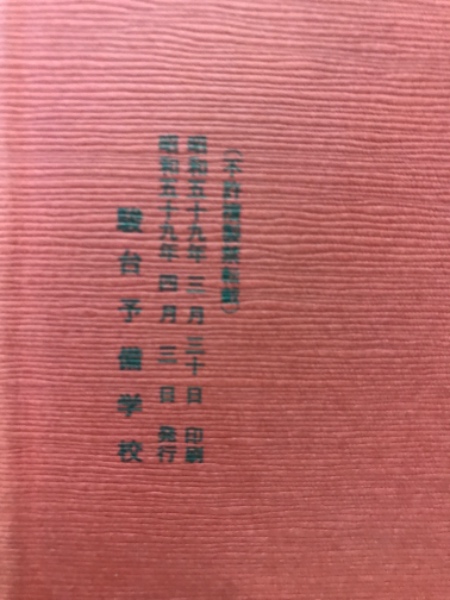 （不許複製禁転載）
昭和五十九年 三月 三十日 印刷
昭和五十九年 四月 三日 発行
駿台予備学校